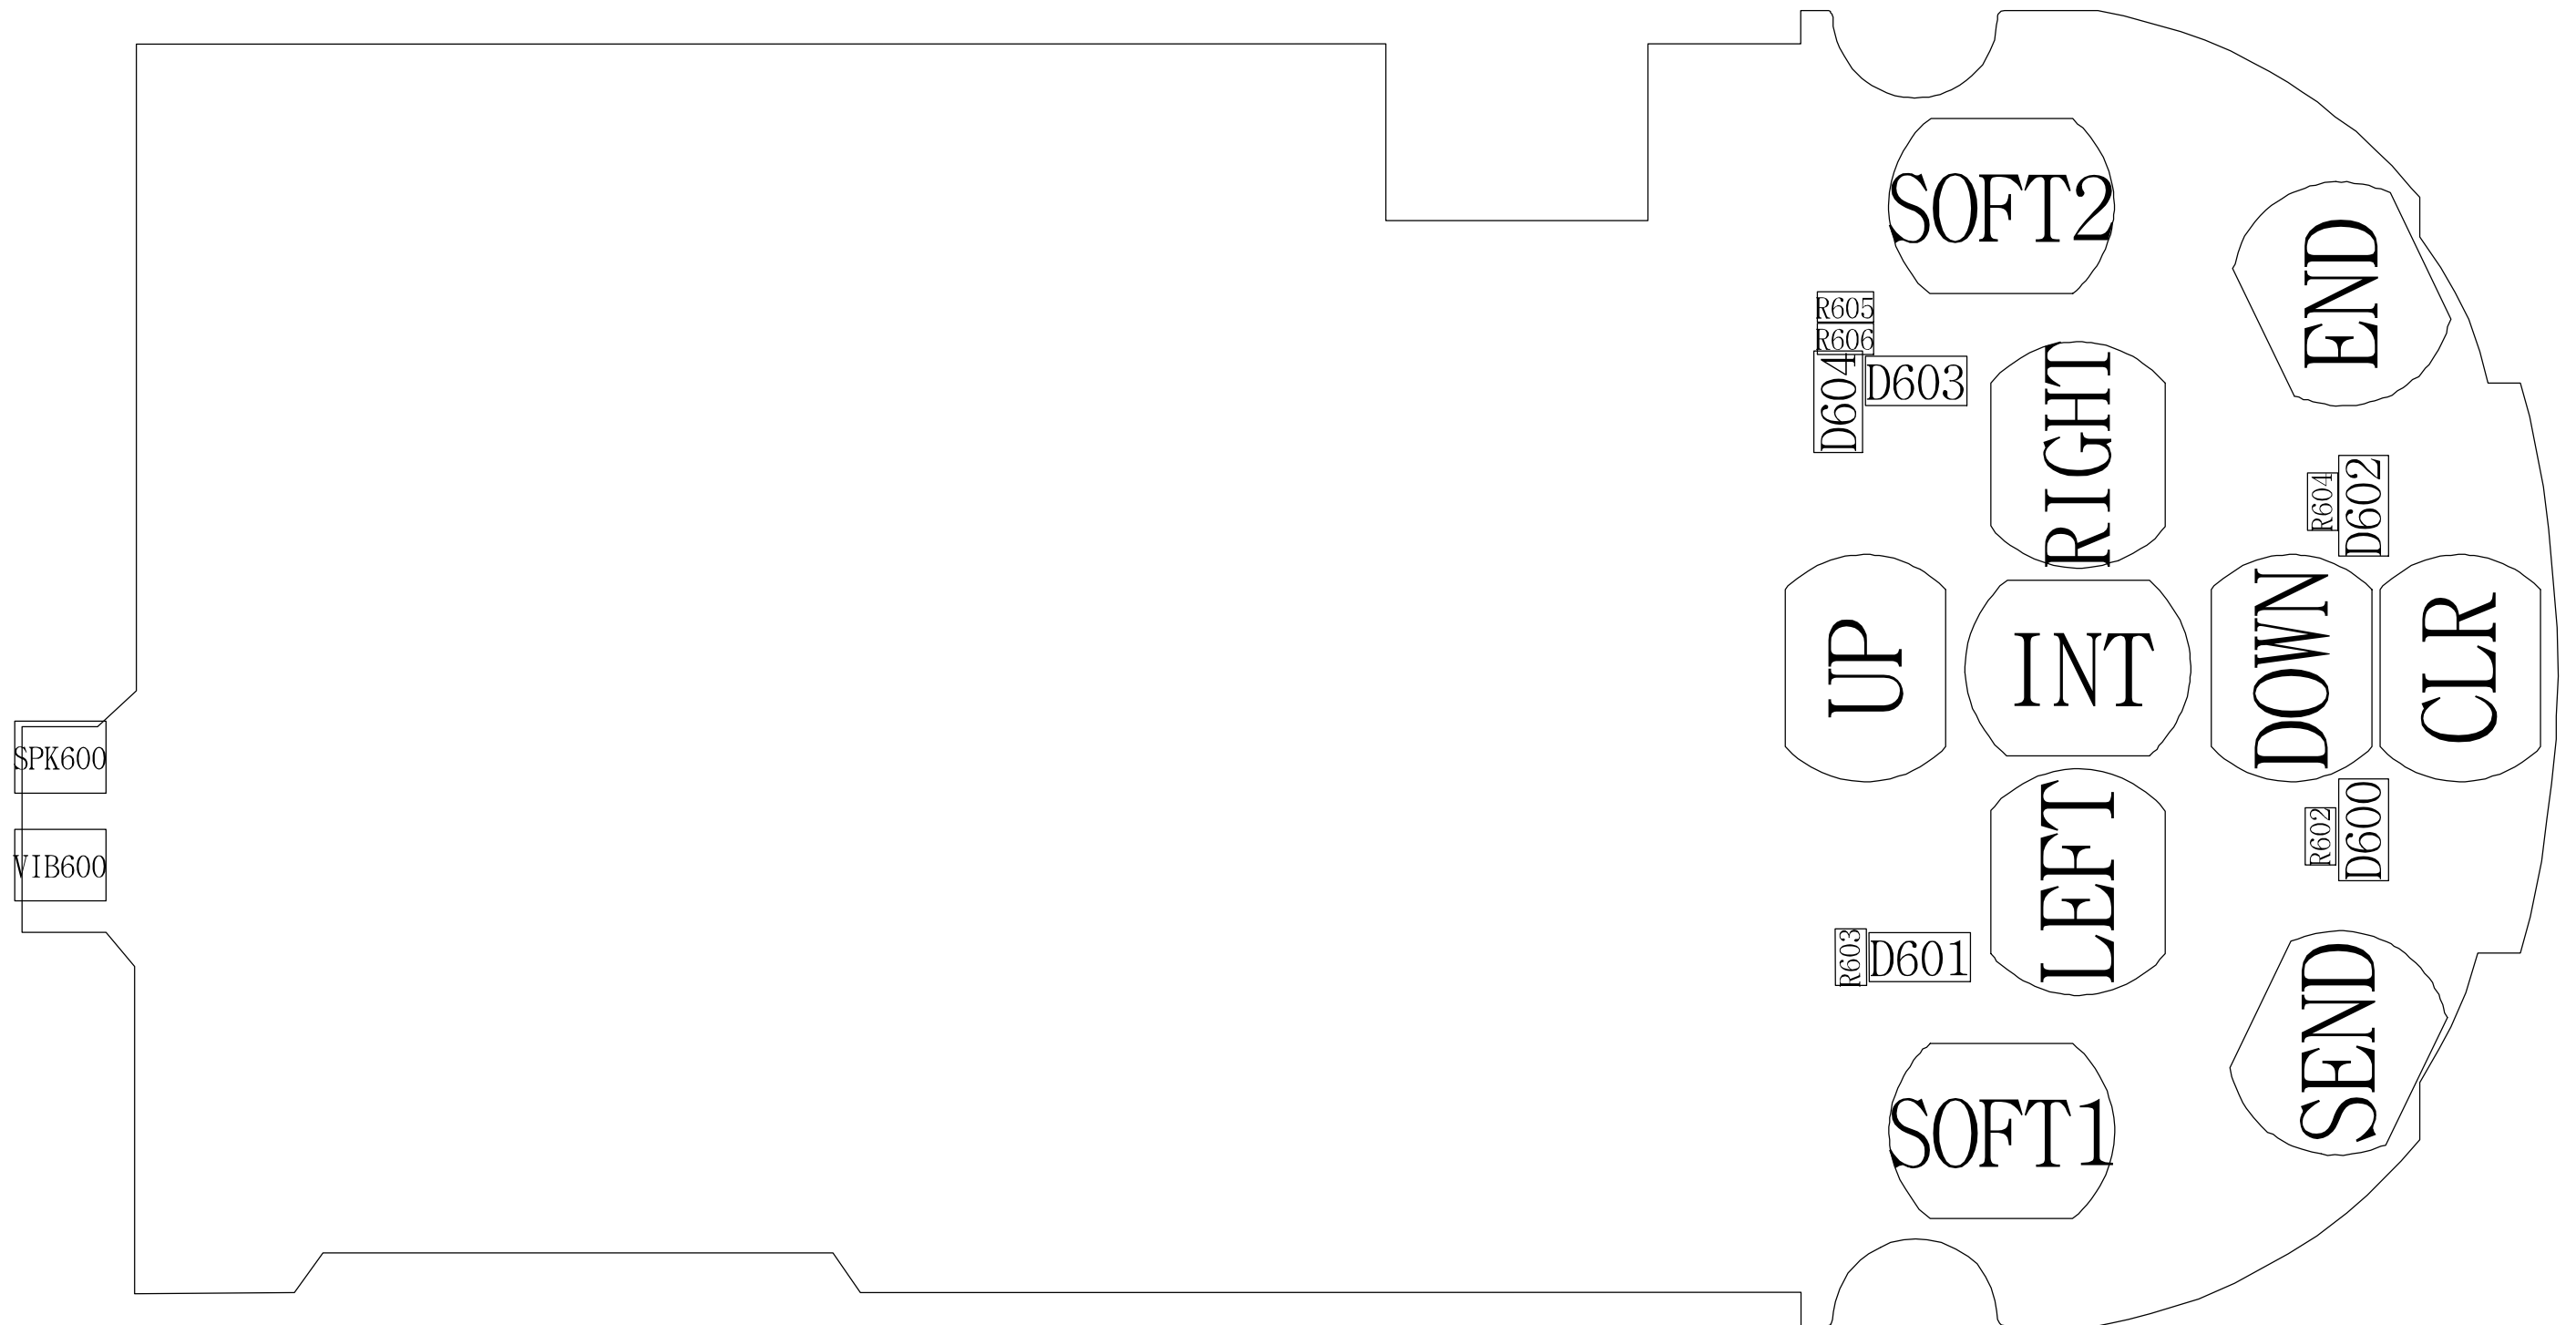 SOFT2
END
R605
R606
D604
D603
RIGHT
R604
D602
UP
INT
DOWN
CLR
SPK600
VIB600
LEFT
R602
D600
R603
D601
SEND
SOFT1